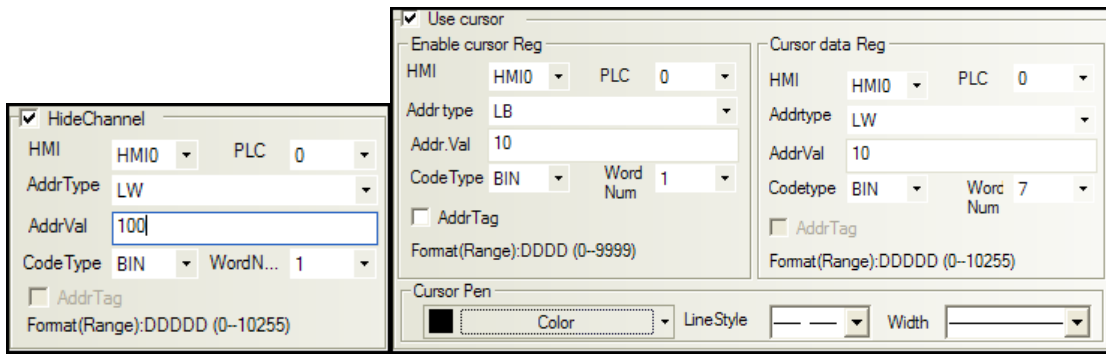 HideChannel
HMI HMI0 PLC 0
AddrType LW
AddrVal 100
CodeType BIN WordN... 1
AddrTag
Format(Range):DDDDD (0--10255)
Use cursor
Enable cursor Reg
HMI HMI0 PLC 0
Addr type LB
Addr.Val 10
CodeType BIN Word Num 1
AddrTag
Format(Range):DDDD (0--9999)
Cursor data Reg
HMI HMI0 PLC 0
Addrtype LW
AddrVal 10
Codetype BIN Word Num 7
AddrTag
Format(Range):DDDDD (0--10255)
Cursor Pen
Color LineStyle Width